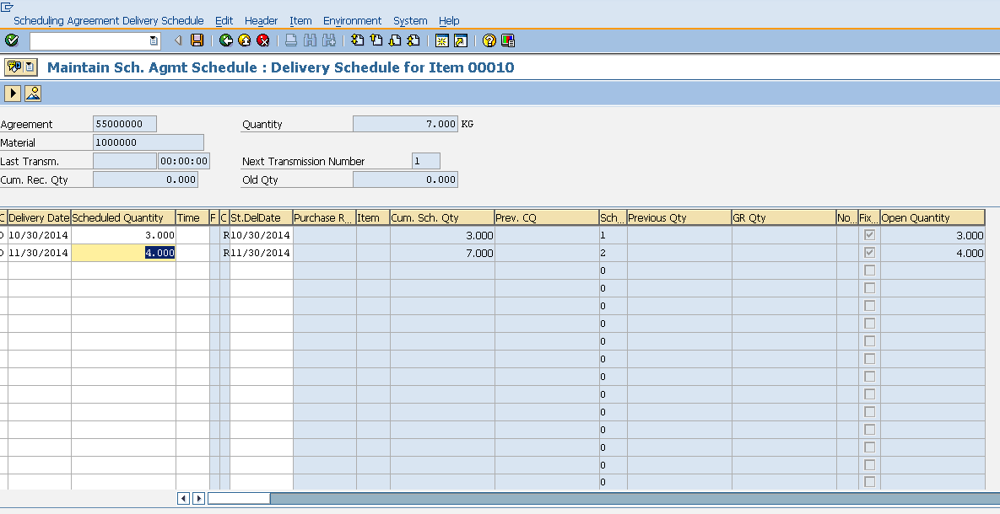 Scheduling Agreement Delivery Schedule Edit Header Item Environment System Help
Maintain Sch. Agmt Schedule : Delivery Schedule for Item 00010
Agreement 55000000 Quantity 7.000 KG
Material 1000000
Last Transm. 00:00:00 Next Transmission Number 1
Cum. Rec. Qty 0.000 Old Qty 0.000
C Delivery Date Scheduled Quantity Time F C St.DelDate Purchase R... Item Cum. Sch. Qty Prev. CQ Sch... Previous Qty GR Qty No... Fix... Open Quantity
D 10/30/2014 3.000 R 10/30/2014 3.000 1 3.000
D 11/30/2014 4.000 R 11/30/2014 7.000 2 4.000
0
0
0
0
0
0
0
0
0
0
0
0
0